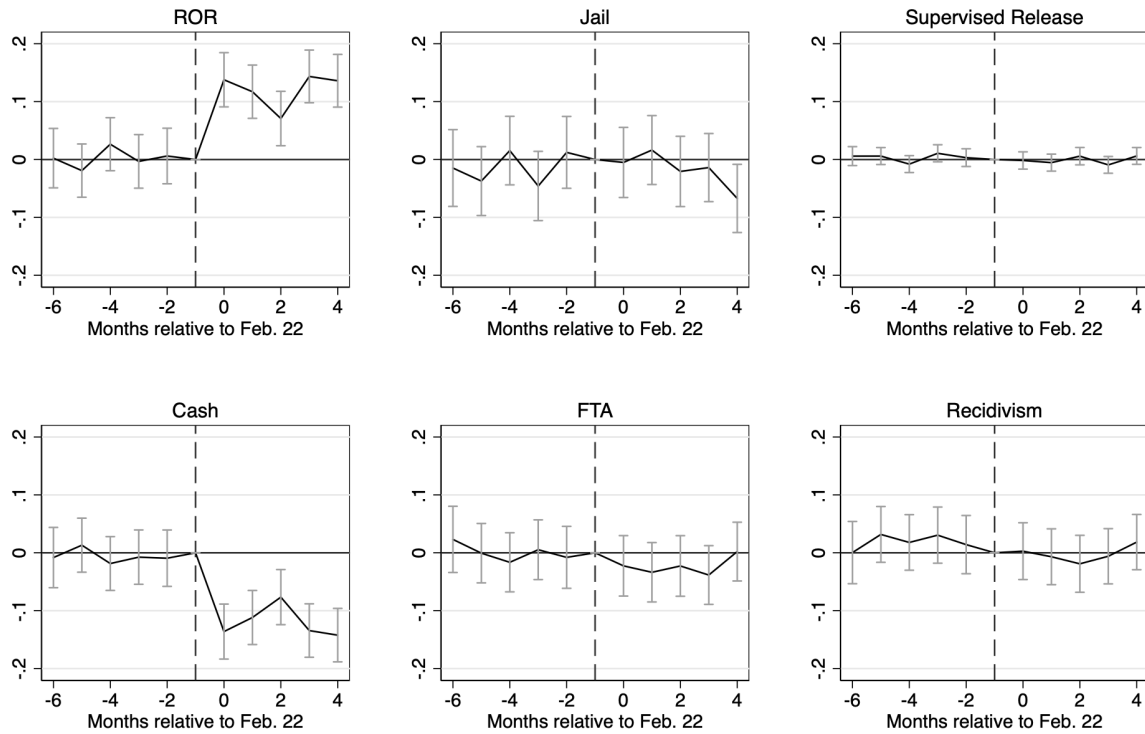 ROR
Jail
Supervised Release
.2
.1
0
-.1
-.2
-6 -4 -2 0 2 4
Months relative to Feb. 22
.2
.1
0
-.1
-.2
-6 -4 -2 0 2 4
Months relative to Feb. 22
.2
.1
0
-.1
-.2
-6 -4 -2 0 2 4
Months relative to Feb. 22
Cash
FTA
Recidivism
.2
.1
0
-.1
-.2
-6 -4 -2 0 2 4
Months relative to Feb. 22
.2
.1
0
-.1
-.2
-6 -4 -2 0 2 4
Months relative to Feb. 22
.2
.1
0
-.1
-.2
-6 -4 -2 0 2 4
Months relative to Feb. 22